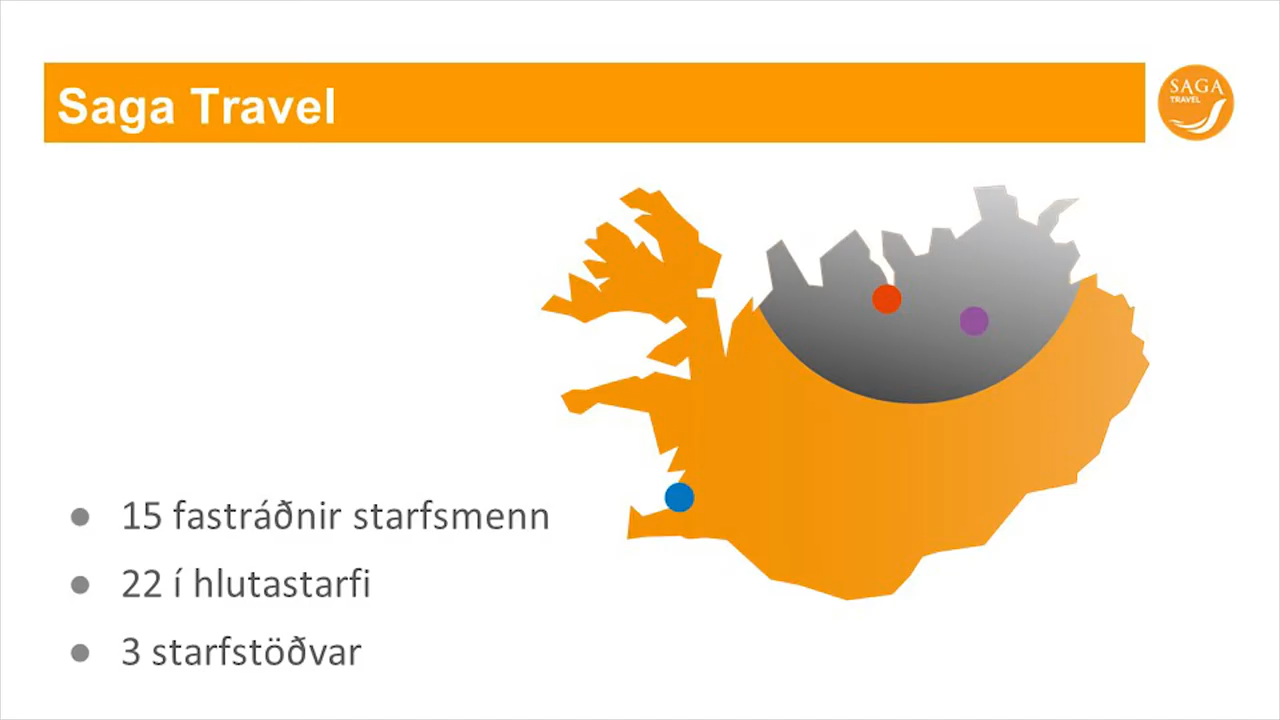 Saga Travel
SAGA
TRAVEL
15 fastráðnir starfsmenn
22 í hlutastarfi
3 starfstöðvar